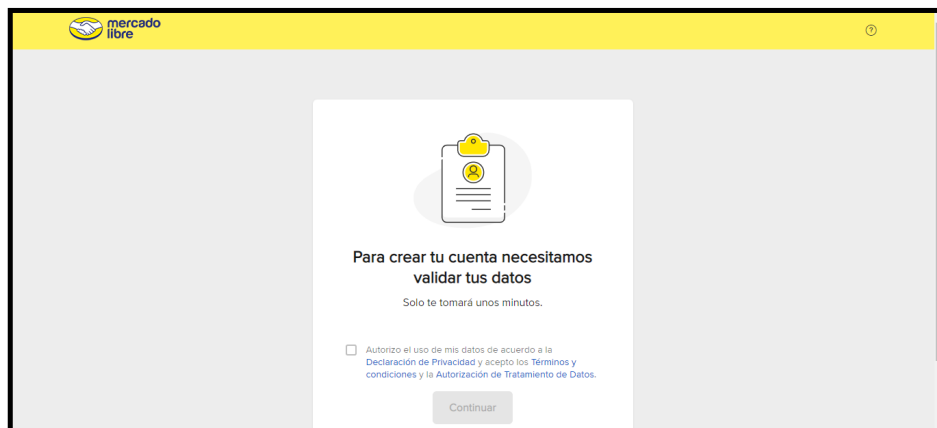 mercado
libre
?
Para crear tu cuenta necesitamos
validar tus datos
Solo te tomará unos minutos.
Autorizo el uso de mis datos de acuerdo a la
Declaración de Privacidad y acepto los Términos y
condiciones y la Autorización de Tratamiento de Datos.
Continuar